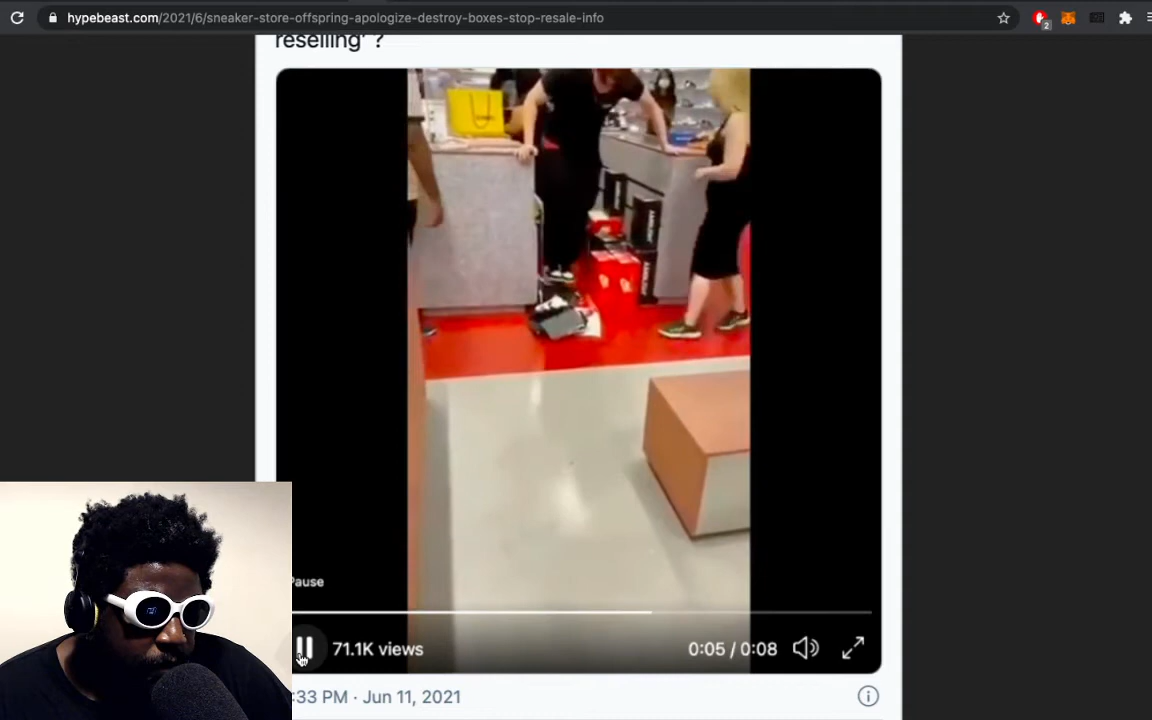 hypebeast.com/2021/6/sneaker-store-offspring-apologize-destroy-boxes-stop-resale-info
2
reselling' ?
Pause
71.1K views
0:05 / 0:08
:33 PM · Jun 11, 2021